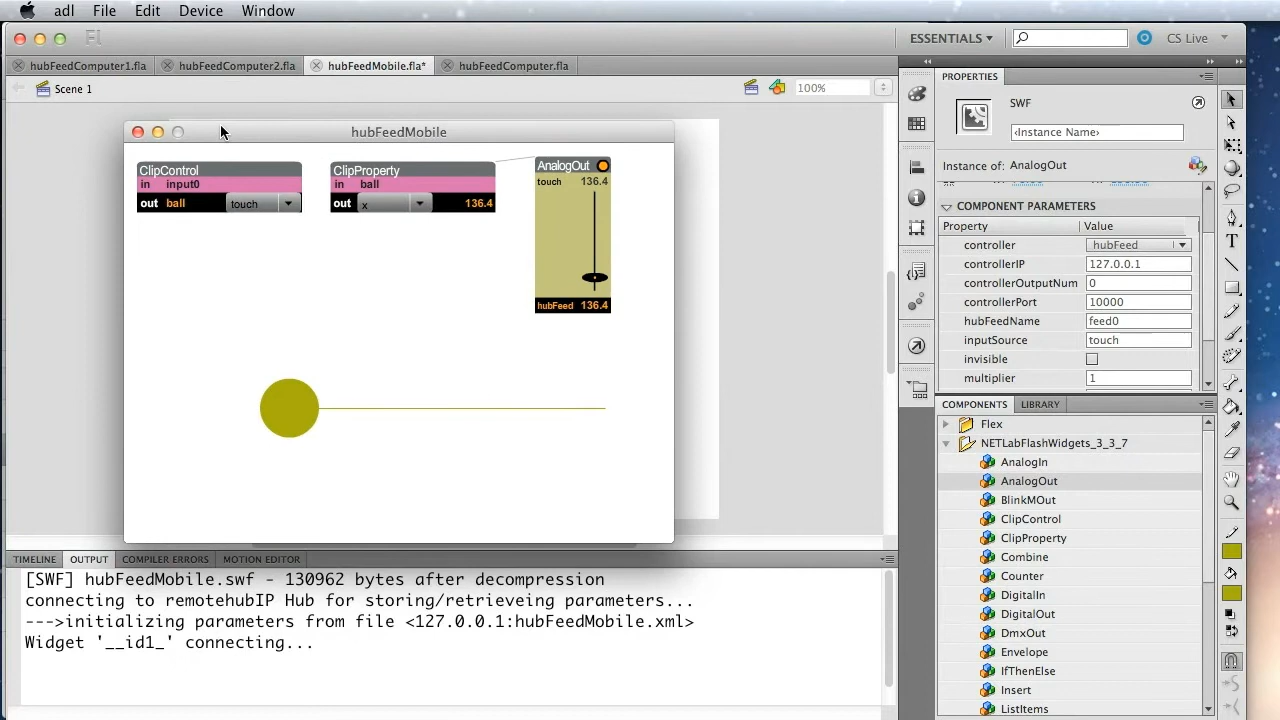 adl File Edit Device Window
Fl ESSENTIALS CS Live
hubFeedComputer1.fla hubFeedComputer2.fla hubFeedMobile.fla* hubFeedComputer.fla
Scene 1 100%
hubFeedMobile
ClipControl
in input0
out ball touch
ClipProperty
in ball
out x 136.4
AnalogOut
touch 136.4
hubFeed 136.4
TIMELINE OUTPUT COMPILER ERRORS MOTION EDITOR
[SWF] hubFeedMobile.swf - 130962 bytes after decompression
connecting to remotehubIP Hub for storing/retrieveing parameters...
--->initializing parameters from file <127.0.0.1:hubFeedMobile.xml>
Widget '__id1_' connecting...
PROPERTIES
SWF
<Instance Name>
Instance of: AnalogOut
COMPONENT PARAMETERS
Property Value
controller hubFeed
controllerIP 127.0.0.1
controllerOutputNum 0
controllerPort 10000
hubFeedName feed0
inputSource touch
invisible
multiplier 1
COMPONENTS LIBRARY
Flex
NETLabFlashWidgets_3_3_7
AnalogIn
AnalogOut
BlinkMOut
ClipControl
ClipProperty
Combine
Counter
DigitalIn
DigitalOut
DmxOut
Envelope
IfThenElse
Insert
ListItems